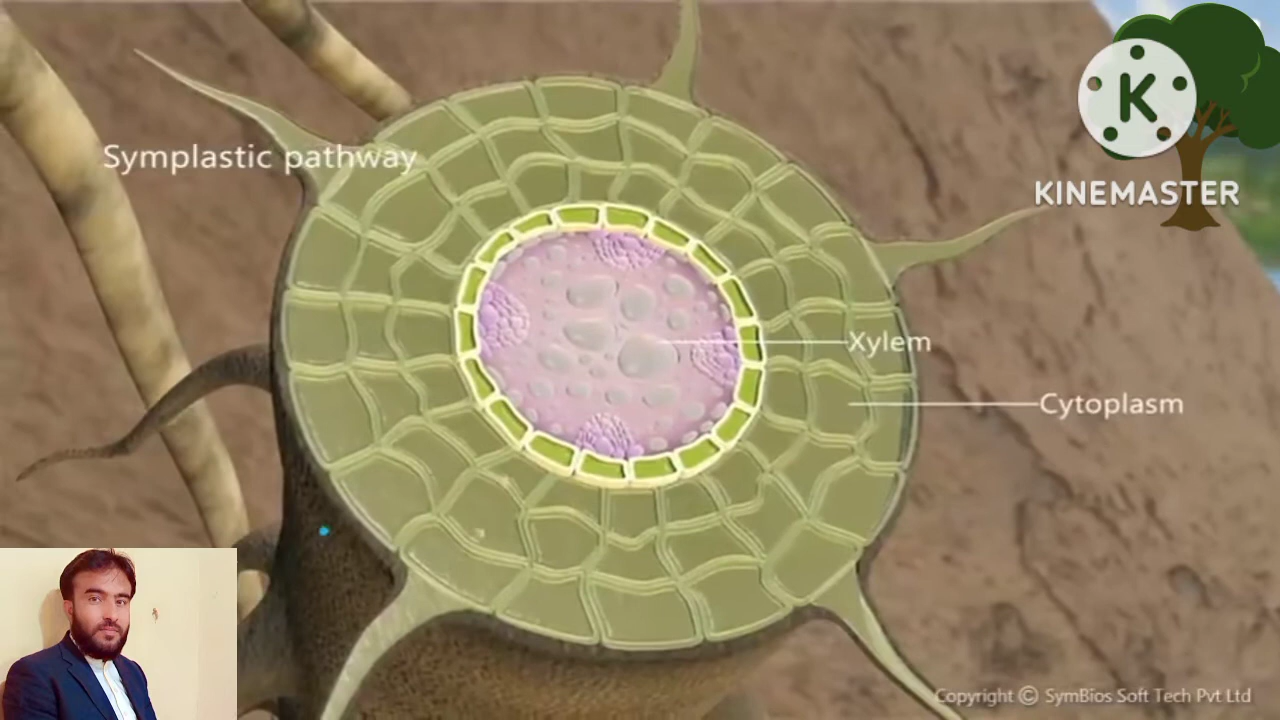 K
KINEMASTER
Symplastic pathway
Xylem
Cytoplasm
Copyright © SymBios Soft Tech Pvt Ltd